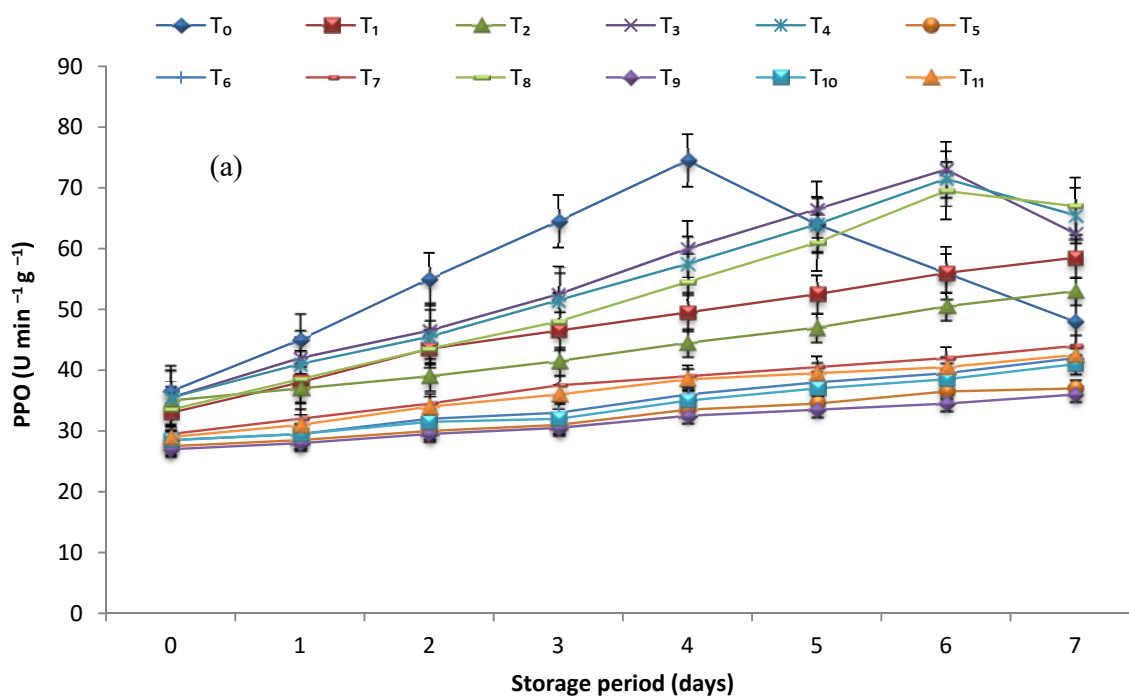 T₀ T₁ T₂ T₃ T₄ T₅
T₆ T₇ T₈ T₉ T₁₀ T₁₁
(a)
PPO (U min ⁻¹ g ⁻¹)
90
80
70
60
50
40
30
20
10
0
0 1 2 3 4 5 6 7
Storage period (days)